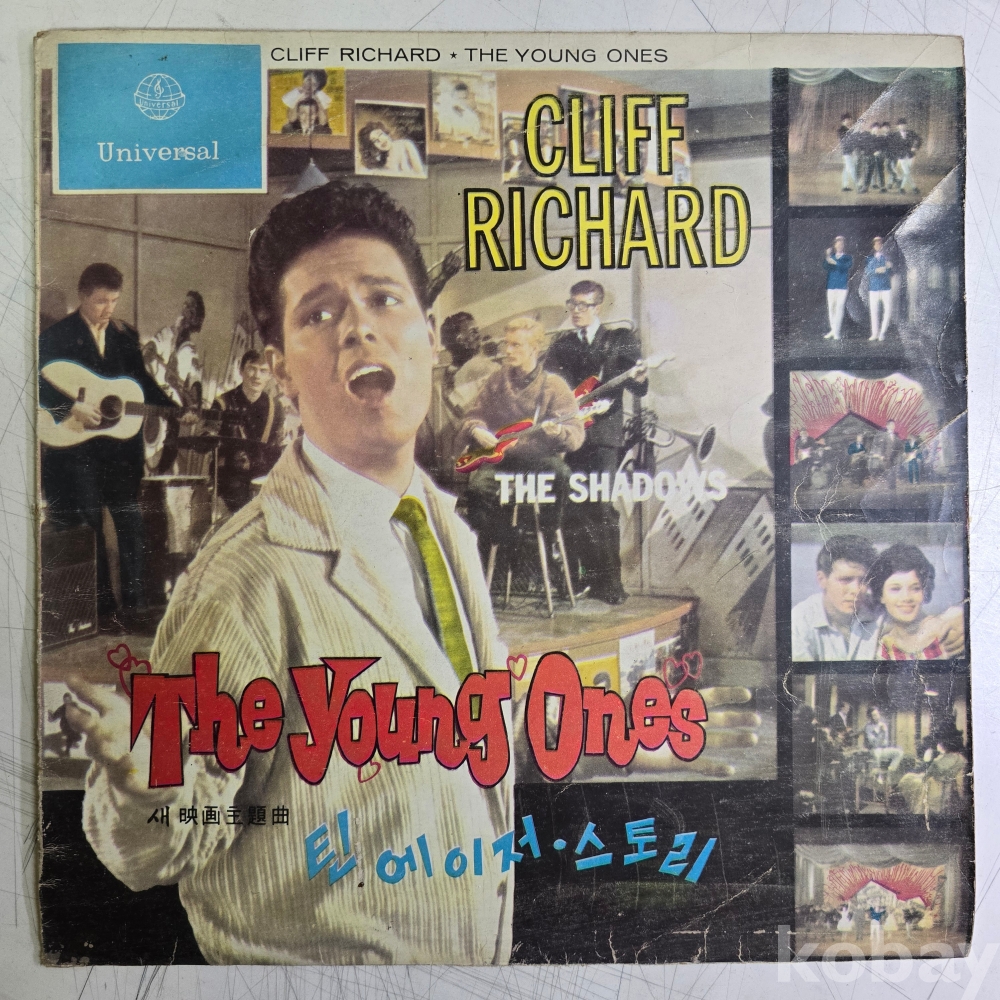 CLIFF RICHARD ★ THE YOUNG ONES
Universal
Universal
CLIFF
RICHARD
THE SHADOWS
"The Young Ones"
새 映画主題曲
틴 에이저·스토리
kobay